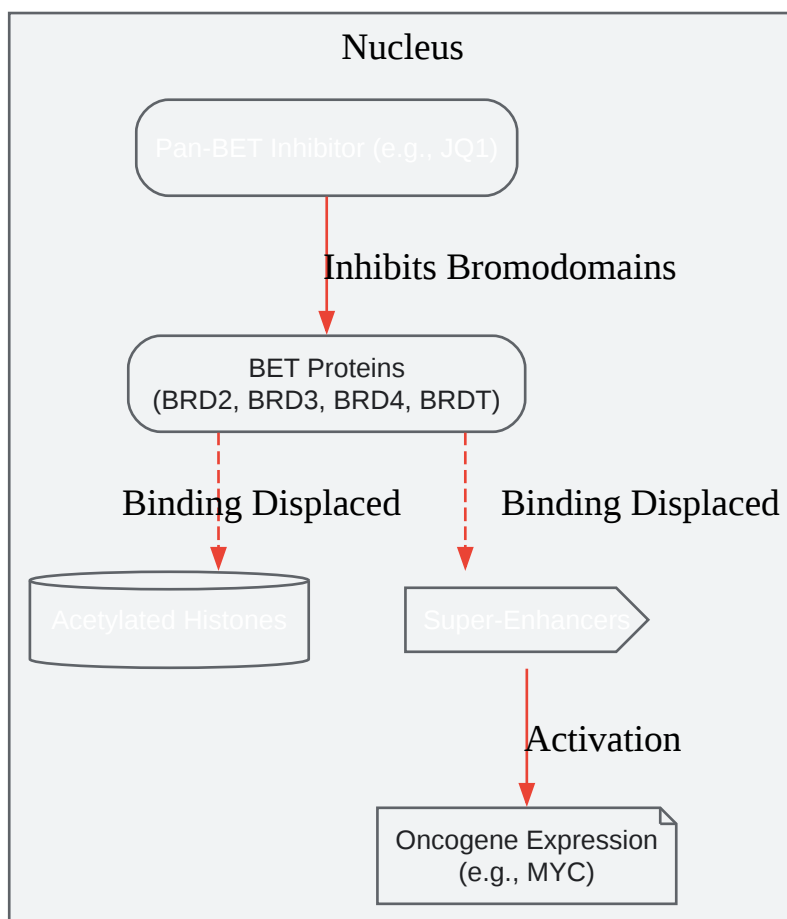 Nucleus
Pan-BET Inhibitor (e.g., JQ1)
Inhibits Bromodomains
BET Proteins
(BRD2, BRD3, BRD4, BRDT)
Binding Displaced
Binding Displaced
Acetylated Histones
Super-Enhancers
Activation
Oncogene Expression
(e.g., MYC)